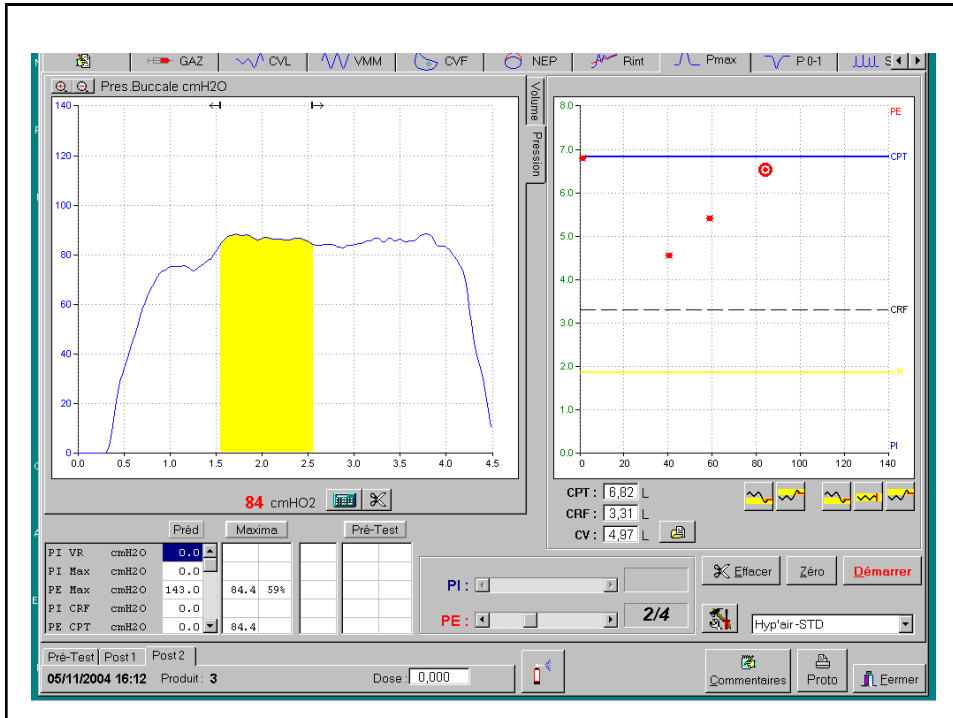 GAZ CVL VMM CVF NEP Rint Pmax P 0-1 S
Pres.Buccale cmH2O
Volume
Pression
140
120
100
80
60
40
20
0
0.0 0.5 1.0 1.5 2.0 2.5 3.0 3.5 4.0 4.5
84 cmHO2
8.0
7.0
6.0
5.0
4.0
3.0
2.0
1.0
0.0
PE
CPT
CRF
VR
PI
0 20 40 60 80 100 120 140
CPT : 6,82 L
CRF : 3,31 L
CV : 4,97 L
Préd Maxima Pré-Test
PI VR cmH2O 0.0
PI Max cmH2O 0.0
PE Max cmH2O 143.0 84.4 59%
PI CRF cmH2O 0.0
PE CPT cmH2O 0.0 84.4
PI :
PE : 2/4
Effacer Zéro Démarrer
Hyp'air-STD
Pré-Test Post 1 Post 2
05/11/2004 16:12 Produit : 3 Dose : 0,000
Commentaires Proto Fermer